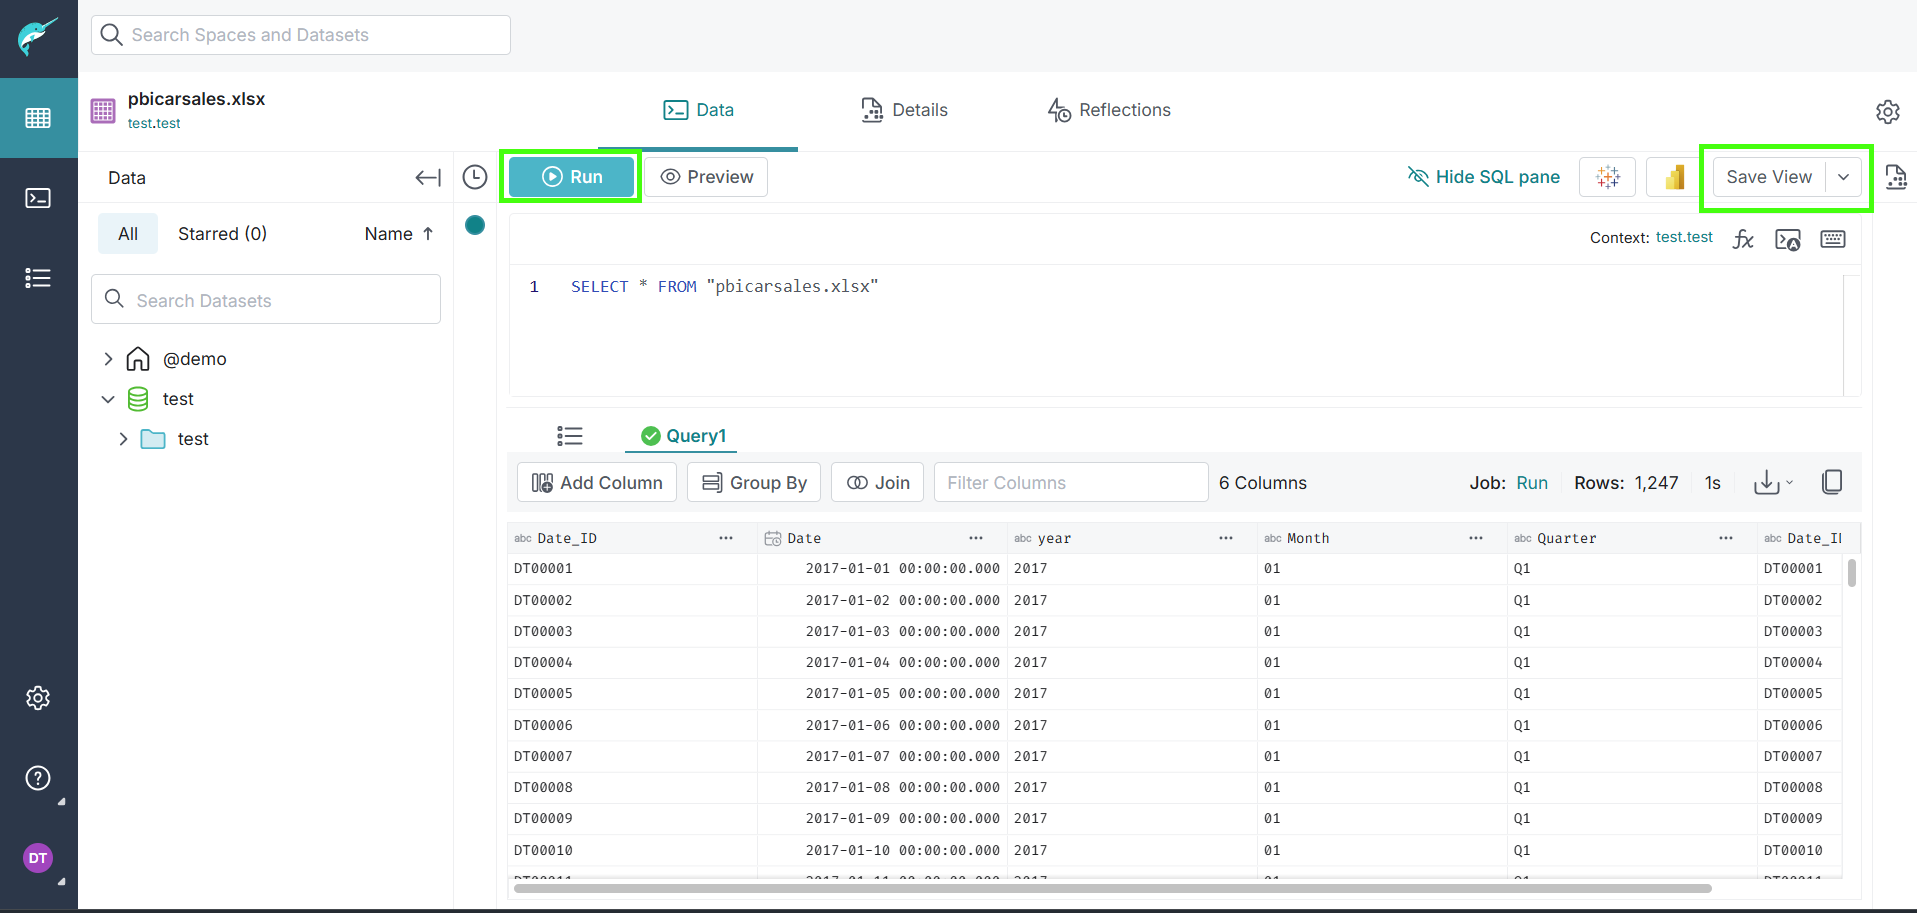 Search Spaces and Datasets
pbicarsales.xlsx
test.test
Data
Details
Reflections
Data
Run
Preview
Hide SQL pane
Save View
All
Starred (0)
Name
Search Datasets
@demo
test
test
Context: test.test
1 SELECT * FROM "pbicarsales.xlsx"
Query1
Add Column
Group By
Join
Filter Columns
6 Columns
Job: Run
Rows: 1,247
1s
abc Date_ID ... Date ... abc year ... abc Month ... abc Quarter ... abc Date_I
DT00001 2017-01-01 00:00:00.000 2017 01 Q1 DT00001
DT00002 2017-01-02 00:00:00.000 2017 01 Q1 DT00002
DT00003 2017-01-03 00:00:00.000 2017 01 Q1 DT00003
DT00004 2017-01-04 00:00:00.000 2017 01 Q1 DT00004
DT00005 2017-01-05 00:00:00.000 2017 01 Q1 DT00005
DT00006 2017-01-06 00:00:00.000 2017 01 Q1 DT00006
DT00007 2017-01-07 00:00:00.000 2017 01 Q1 DT00007
DT00008 2017-01-08 00:00:00.000 2017 01 Q1 DT00008
DT00009 2017-01-09 00:00:00.000 2017 01 Q1 DT00009
DT00010 2017-01-10 00:00:00.000 2017 01 Q1 DT00010
DT